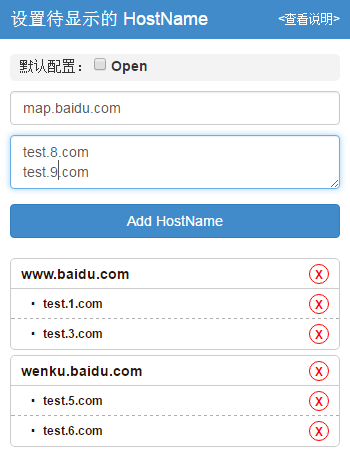 设置待显示的 HostName
<查看说明>
默认配置： Open
map.baidu.com
test.8.com
test.9.com
Add HostName
www.baidu.com X
▪ test.1.com X
▪ test.3.com X
wenku.baidu.com X
▪ test.5.com X
▪ test.6.com X